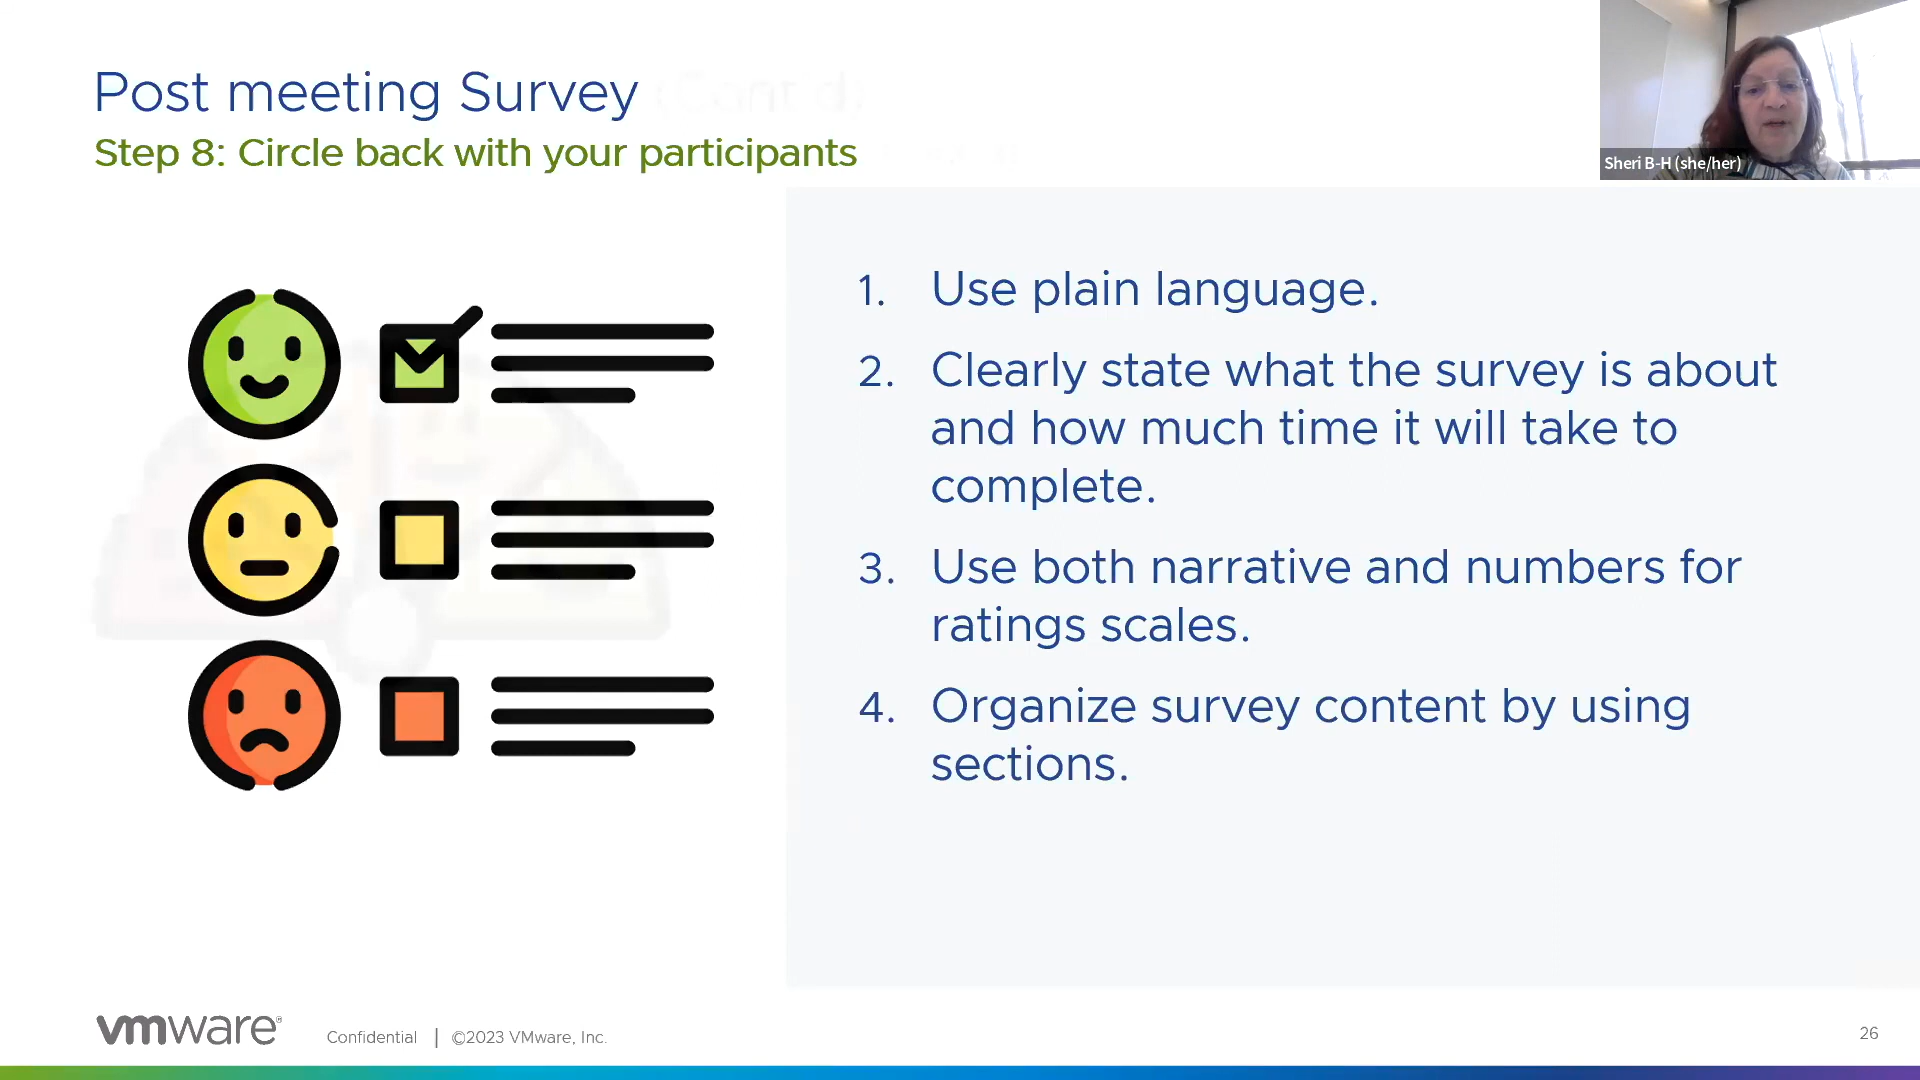 Post meeting Survey
Step 8: Circle back with your participants
Sheri B-H (she/her)
1. Use plain language.
2. Clearly state what the survey is about
and how much time it will take to
complete.
3. Use both narrative and numbers for
ratings scales.
4. Organize survey content by using
sections.
vmware®
Confidential | ©2023 VMware, Inc.
26